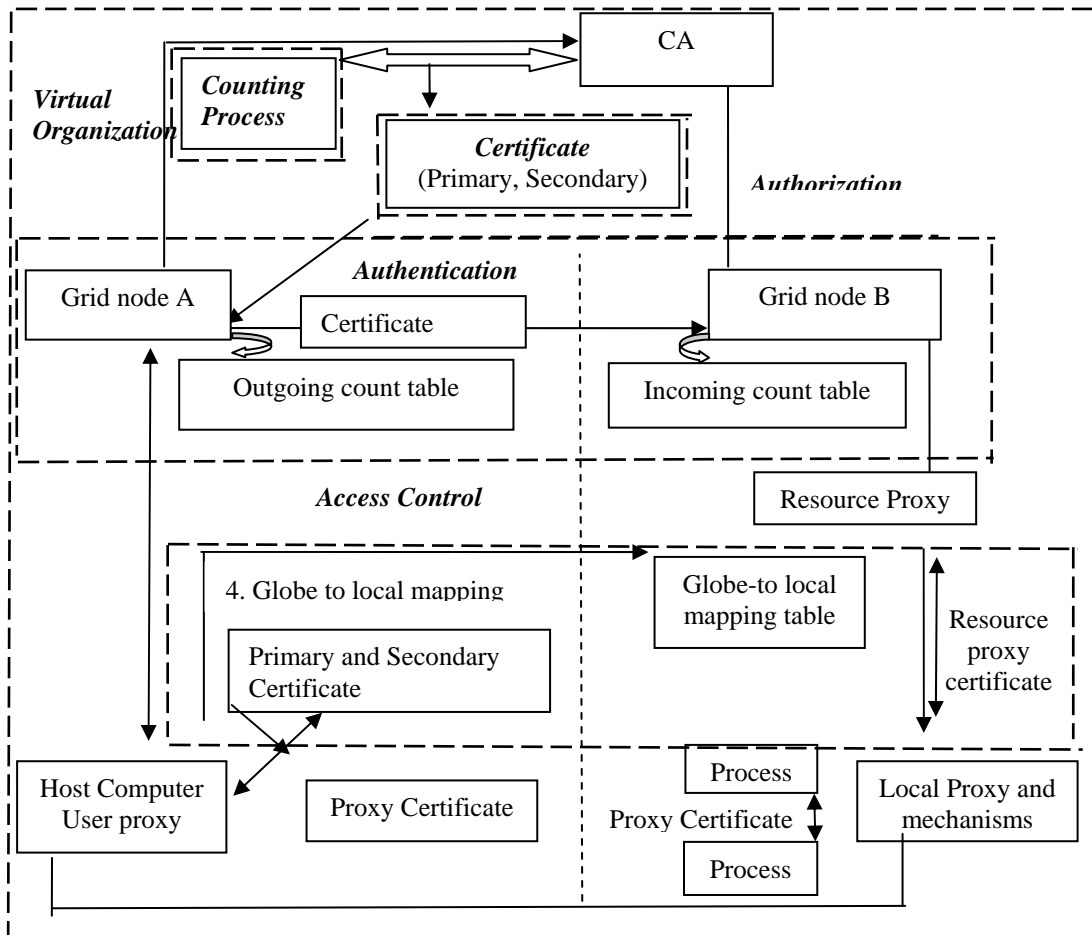 CA
Counting
Process
Virtual
Organization
Certificate
(Primary, Secondary)
Authorization
Authentication
Grid node A
Certificate
Grid node B
Outgoing count table
Incoming count table
Access Control
Resource Proxy
4. Globe to local mapping
Globe-to local
mapping table
Primary and Secondary
Certificate
Resource
proxy
certificate
Host Computer
User proxy
Proxy Certificate
Process
Proxy Certificate
Process
Local Proxy and
mechanisms